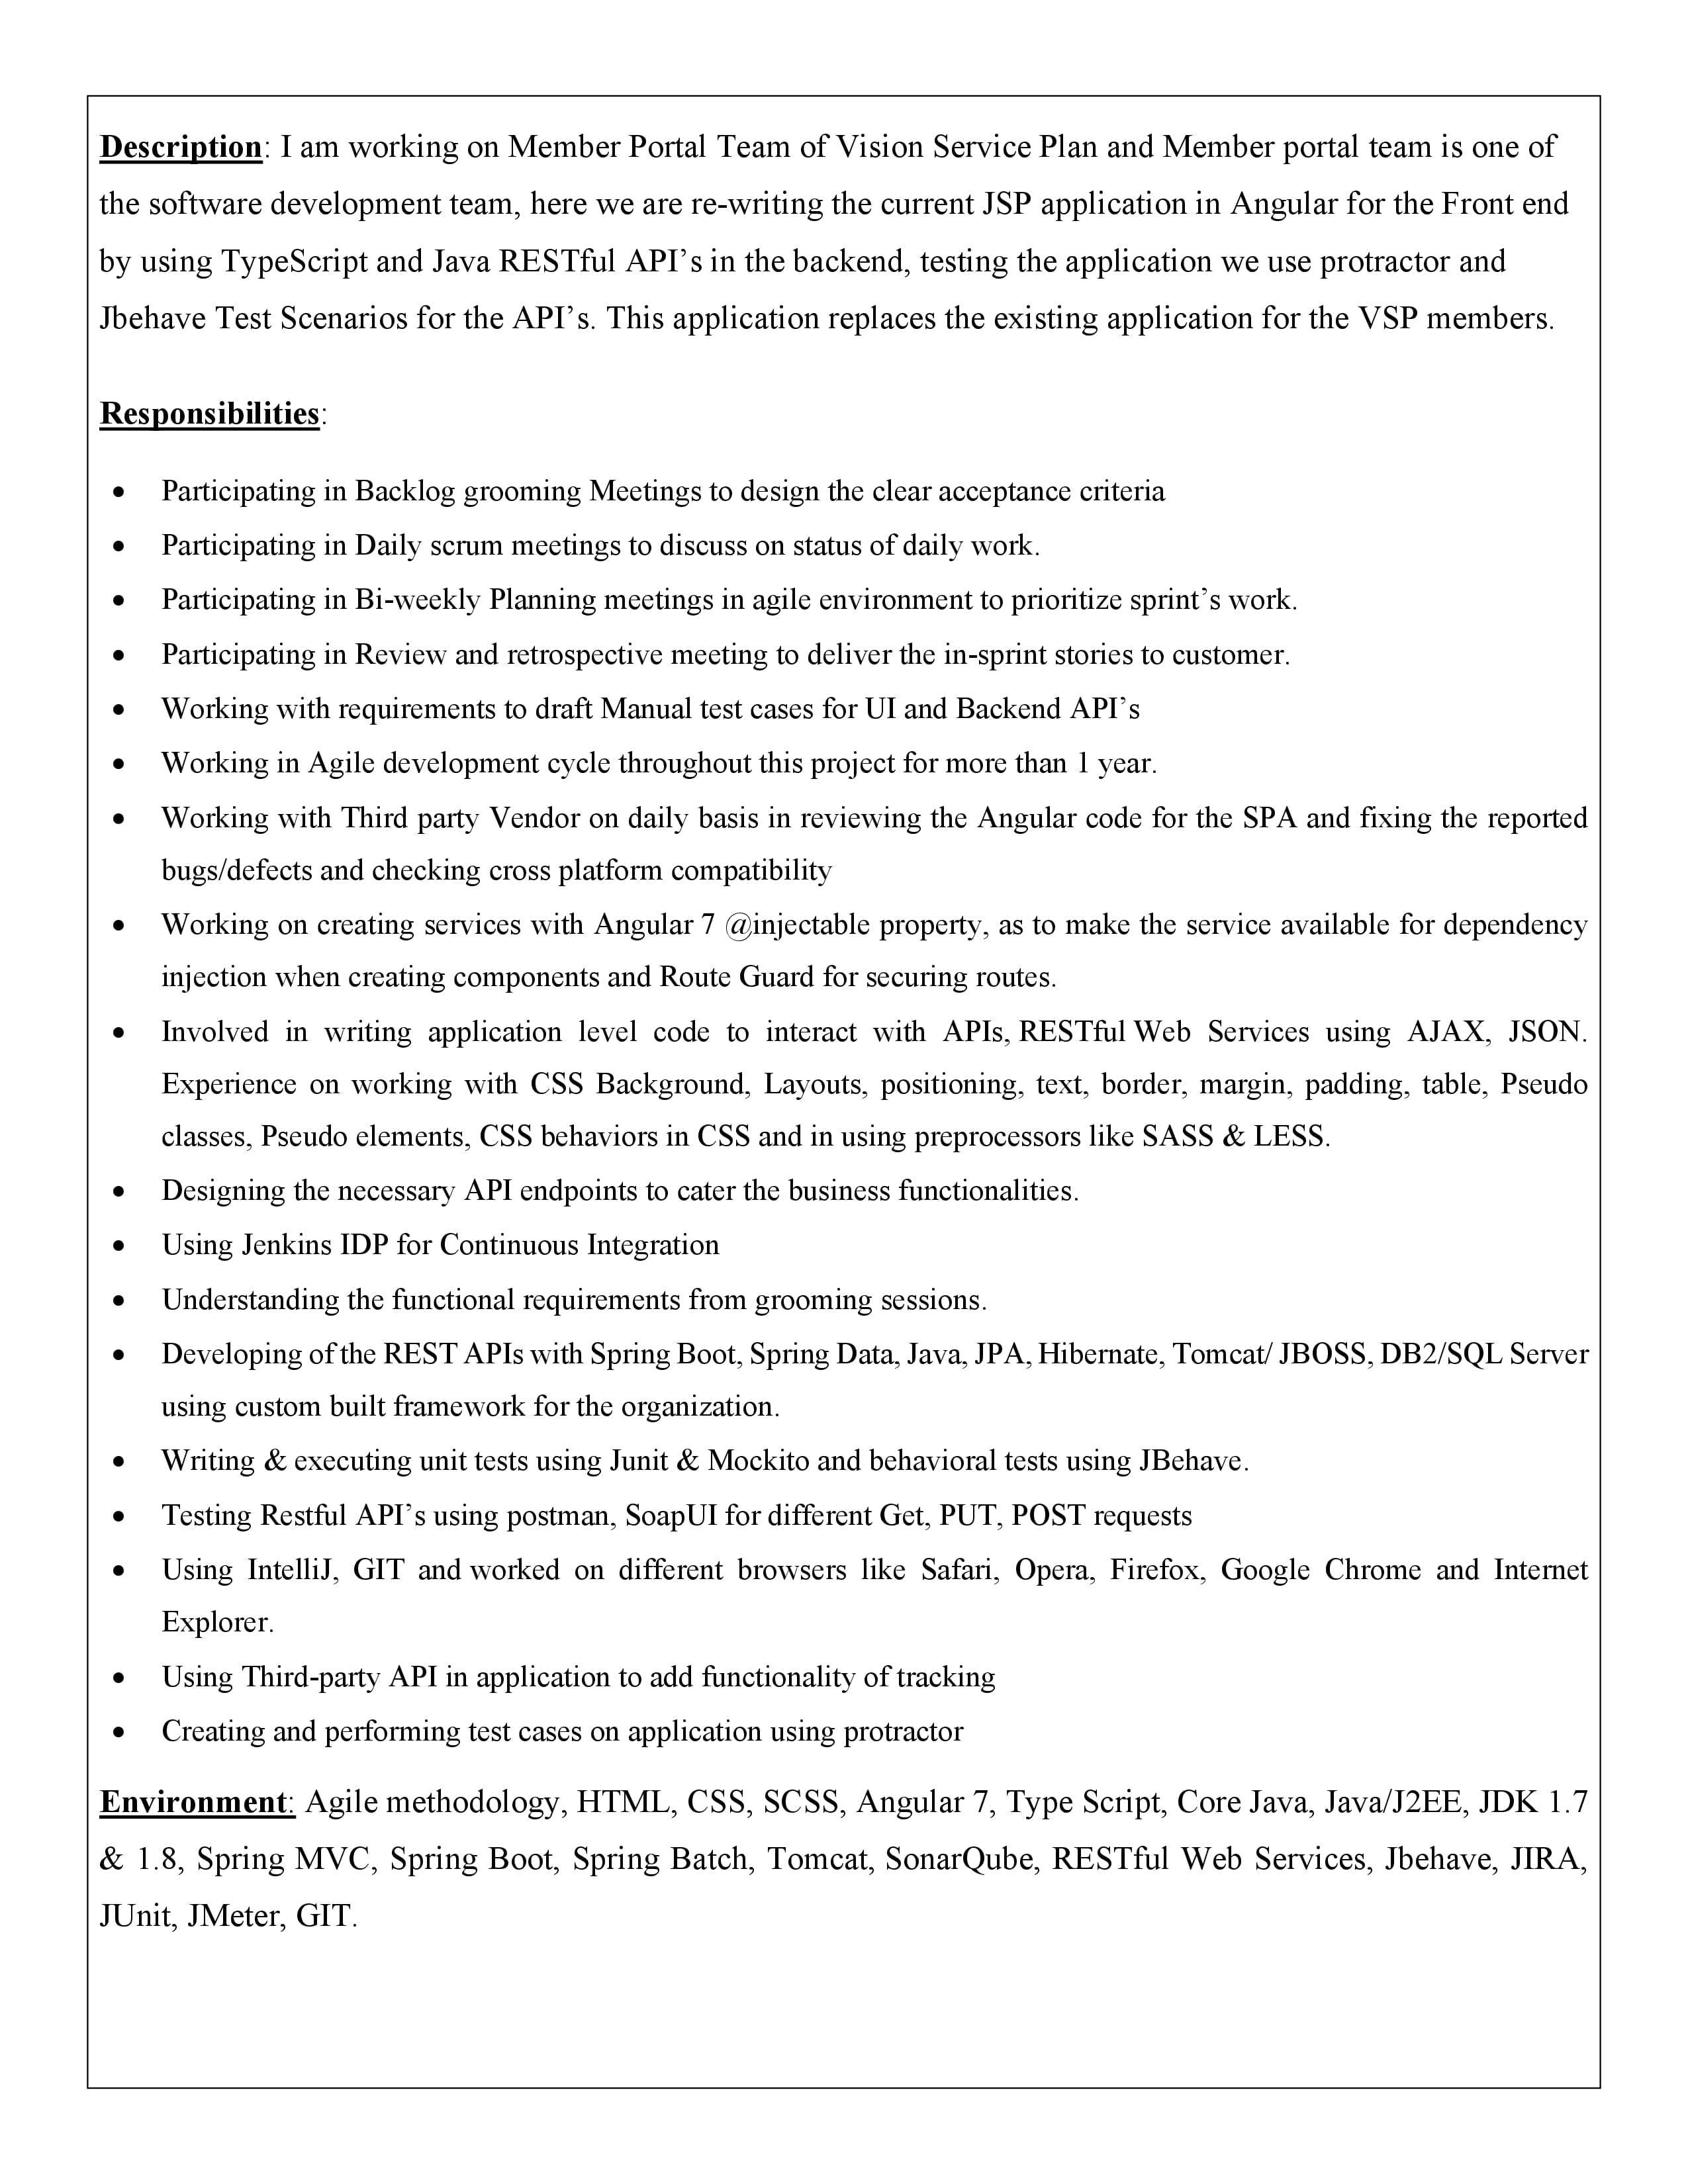 Description: I am working on Member Portal Team of Vision Service Plan and Member portal team is one of
the software development team, here we are re-writing the current JSP application in Angular for the Front end
by using TypeScript and Java RESTful API’s in the backend, testing the application we use protractor and
Jbehave Test Scenarios for the API’s. This application replaces the existing application for the VSP members.
Responsibilities:
• Participating in Backlog grooming Meetings to design the clear acceptance criteria
• Participating in Daily scrum meetings to discuss on status of daily work.
• Participating in Bi-weekly Planning meetings in agile environment to prioritize sprint’s work.
• Participating in Review and retrospective meeting to deliver the in-sprint stories to customer.
• Working with requirements to draft Manual test cases for UI and Backend API’s
• Working in Agile development cycle throughout this project for more than 1 year.
• Working with Third party Vendor on daily basis in reviewing the Angular code for the SPA and fixing the reported
bugs/defects and checking cross platform compatibility
• Working on creating services with Angular 7 @injectable property, as to make the service available for dependency
injection when creating components and Route Guard for securing routes.
• Involved in writing application level code to interact with APIs, RESTful Web Services using AJAX, JSON.
Experience on working with CSS Background, Layouts, positioning, text, border, margin, padding, table, Pseudo
classes, Pseudo elements, CSS behaviors in CSS and in using preprocessors like SASS & LESS.
• Designing the necessary API endpoints to cater the business functionalities.
• Using Jenkins IDP for Continuous Integration
• Understanding the functional requirements from grooming sessions.
• Developing of the REST APIs with Spring Boot, Spring Data, Java, JPA, Hibernate, Tomcat/ JBOSS, DB2/SQL Server
using custom built framework for the organization.
• Writing & executing unit tests using Junit & Mockito and behavioral tests using JBehave.
• Testing Restful API’s using postman, SoapUI for different Get, PUT, POST requests
• Using IntelliJ, GIT and worked on different browsers like Safari, Opera, Firefox, Google Chrome and Internet
Explorer.
• Using Third-party API in application to add functionality of tracking
• Creating and performing test cases on application using protractor
Environment: Agile methodology, HTML, CSS, SCSS, Angular 7, Type Script, Core Java, Java/J2EE, JDK 1.7
& 1.8, Spring MVC, Spring Boot, Spring Batch, Tomcat, SonarQube, RESTful Web Services, Jbehave, JIRA,
JUnit, JMeter, GIT.